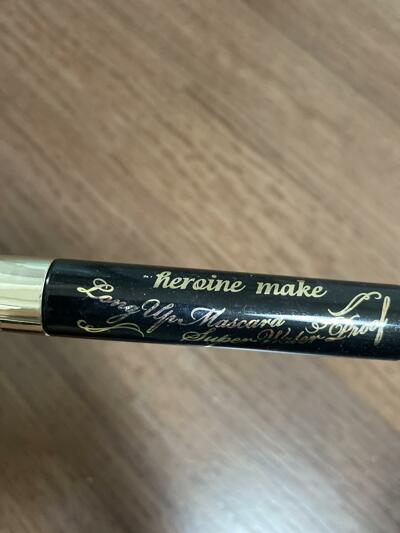 heroine make
Long Up Mascara
Super Water Proof